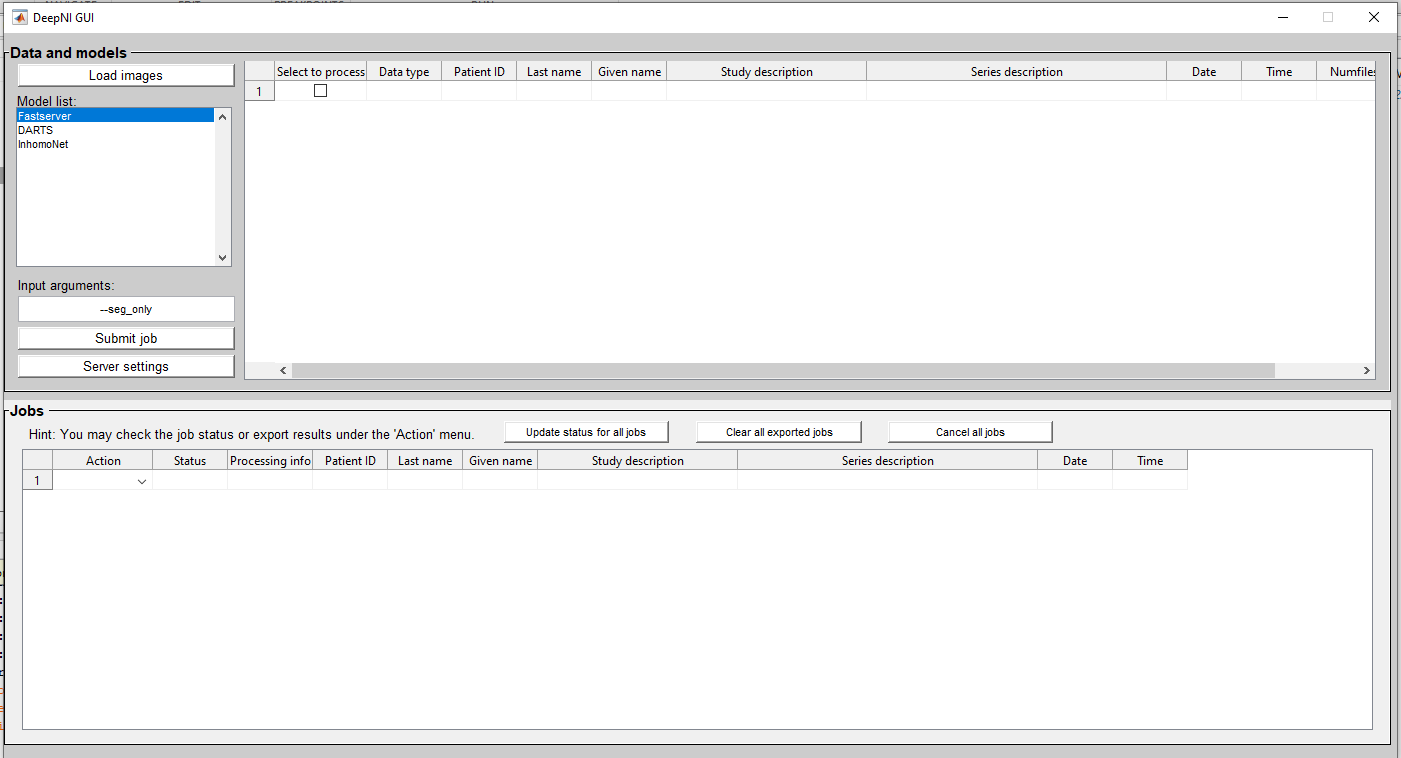 DeepNI GUI
Data and models
Load images
Model list:
Fastserver
DARTS
InhomoNet
Input arguments:
--seg_only
Submit job
Server settings
Select to process Data type Patient ID Last name Given name Study description Series description Date Time Numfiles
1
Jobs
Hint: You may check the job status or export results under the 'Action' menu.
Update status for all jobs Clear all exported jobs Cancel all jobs
Action Status Processing info Patient ID Last name Given name Study description Series description Date Time
1